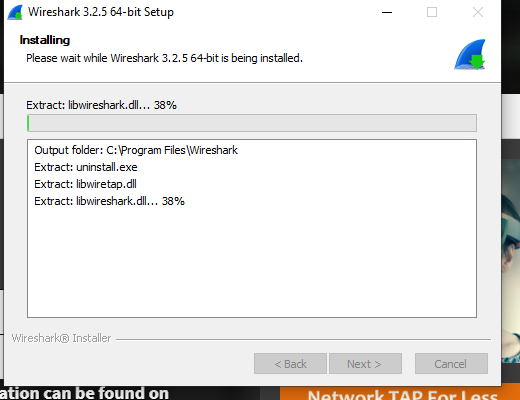 Wireshark 3.2.5 64-bit Setup
Installing
Please wait while Wireshark 3.2.5 64-bit is being installed.
Extract: libwireshark.dll... 38%
Output folder: C:\Program Files\Wireshark
Extract: uninstall.exe
Extract: libwiretap.dll
Extract: libwireshark.dll... 38%
Wireshark® Installer
< Back
Next >
Cancel
ation can be found on
Network TAP For Less